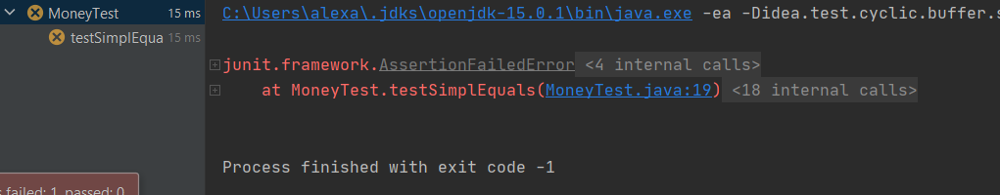 MoneyTest 15 ms
testSimplEqua 15 ms
C:\Users\alexa\.jdks\openjdk-15.0.1\bin\java.exe -ea -Didea.test.cyclic.buffer.s
junit.framework.AssertionFailedError <4 internal calls>
at MoneyTest.testSimplEquals(MoneyTest.java:19) <18 internal calls>
Process finished with exit code -1
s failed: 1, passed: 0